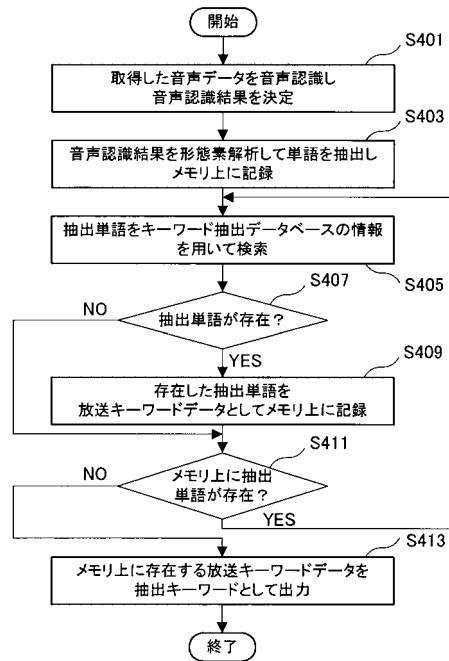 開始
S401
取得した音声データを音声認識し
音声認識結果を決定
S403
音声認識結果を形態素解析して単語を抽出し
メモリ上に記録
抽出単語をキーワード抽出データベースの情報
を用いて検索
S405
S407
NO
抽出単語が存在？
YES
S409
存在した抽出単語を
放送キーワードデータとしてメモリ上に記録
S411
NO
メモリ上に抽出
単語が存在？
YES
S413
メモリ上に存在する放送キーワードデータを
抽出キーワードとして出力
終了